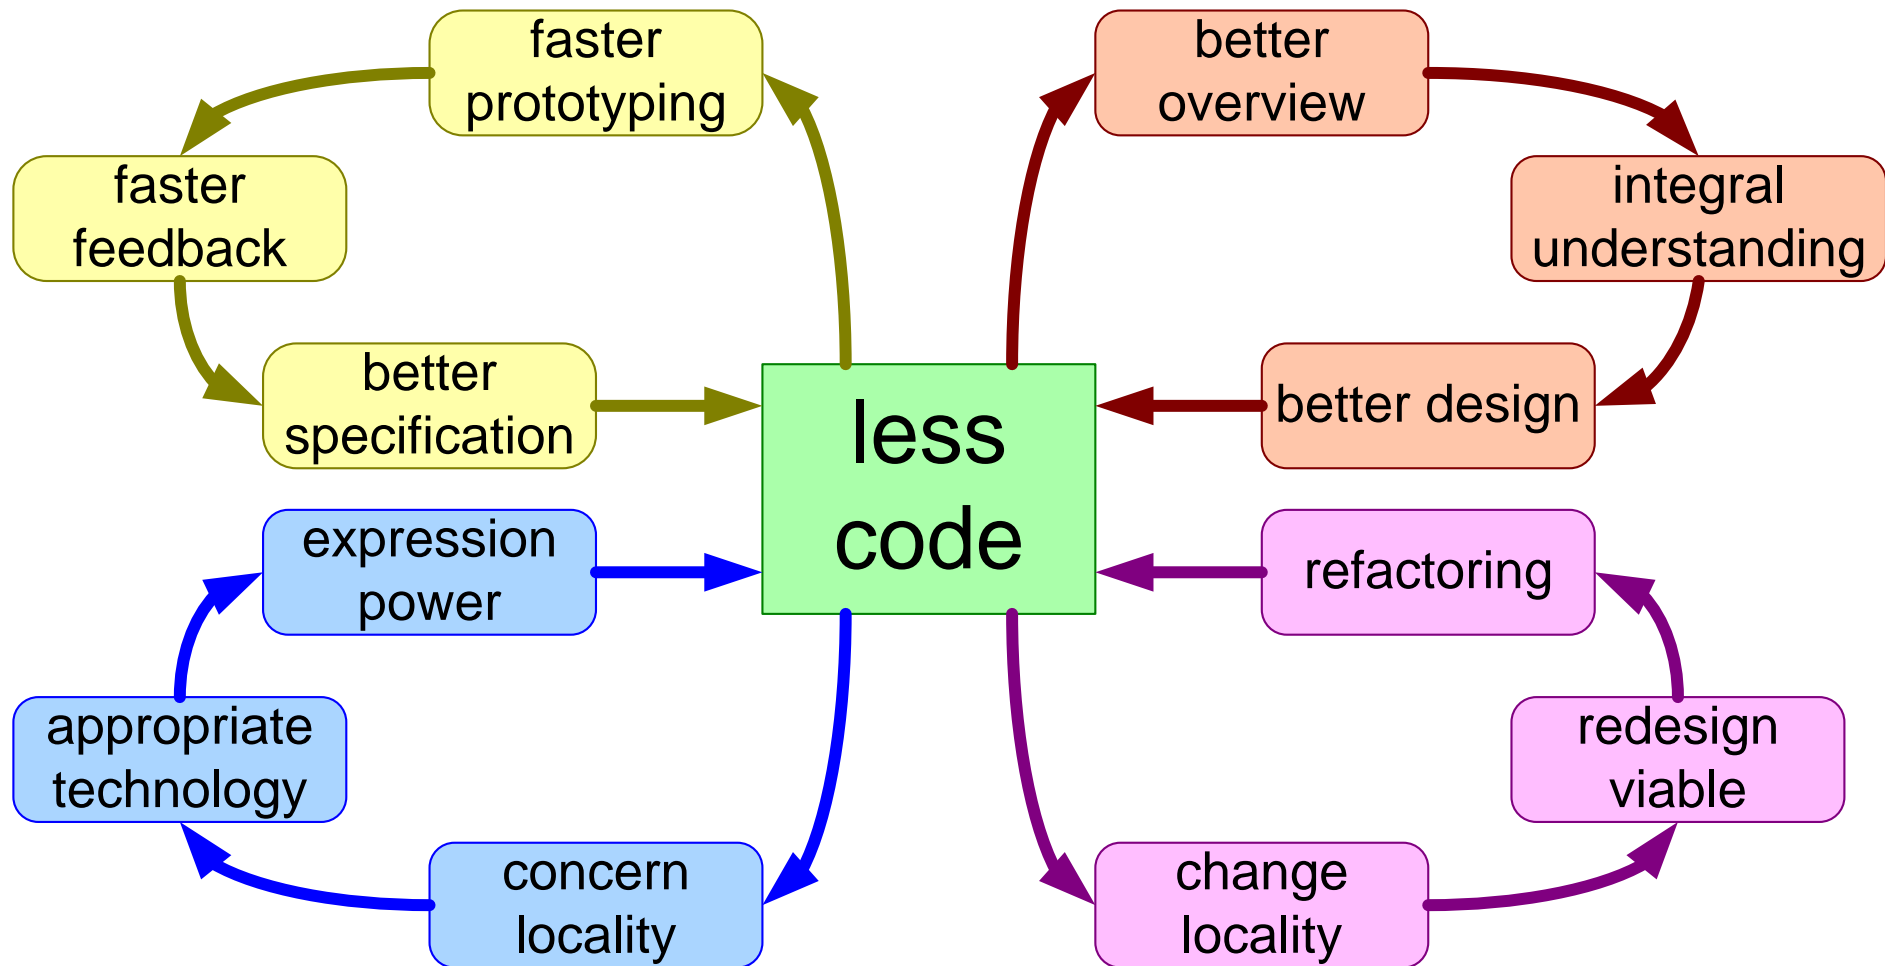 faster
prototyping
better
overview
faster
feedback
integral
understanding
better
specification
less
code
better design
expression
power
refactoring
appropriate
technology
redesign
viable
concern
locality
change
locality